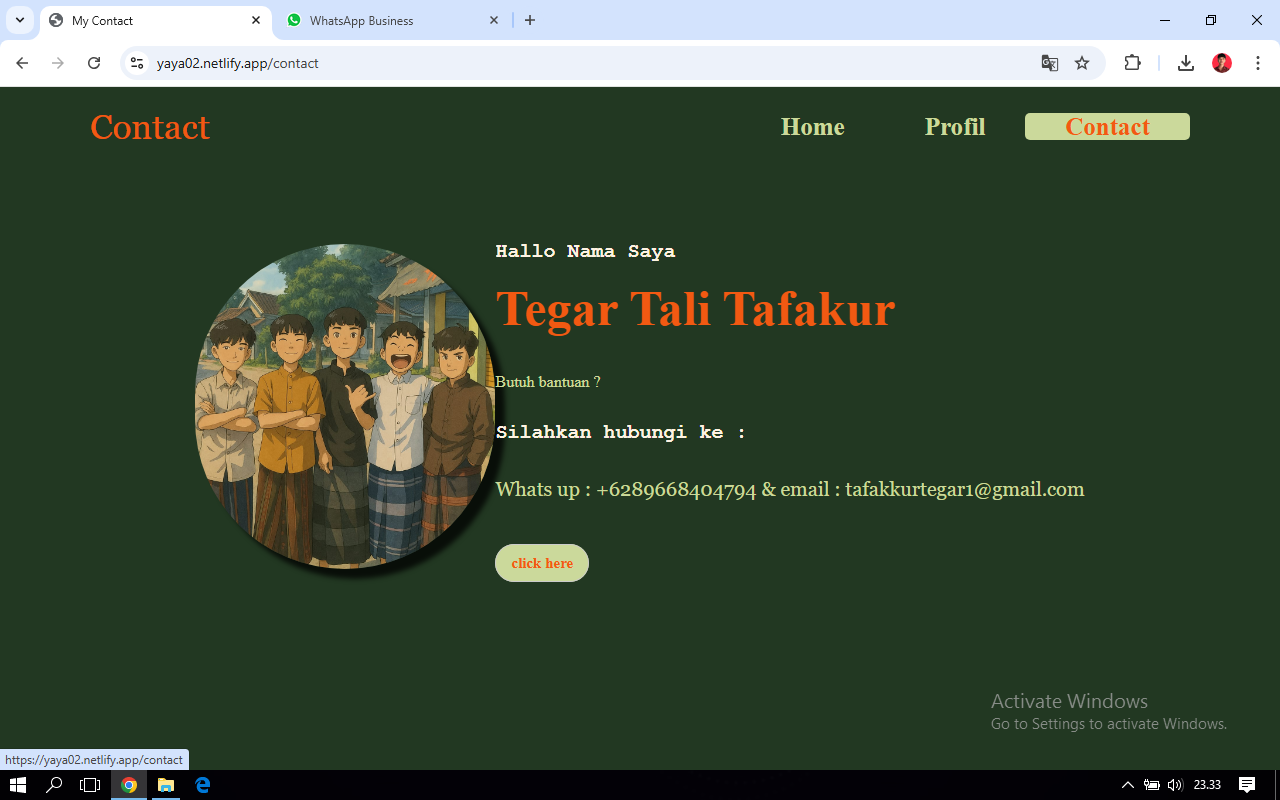 My Contact
WhatsApp Business
yaya02.netlify.app/contact
Contact
Home
Profil
Contact
Hallo Nama Saya
Tegar Tali Tafakur
Butuh bantuan ?
Silahkan hubungi ke :
Whats up : +6289668404794 & email : tafakkurtegar1@gmail.com
click here
Activate Windows
Go to Settings to activate Windows.
https://yaya02.netlify.app/contact
23.33